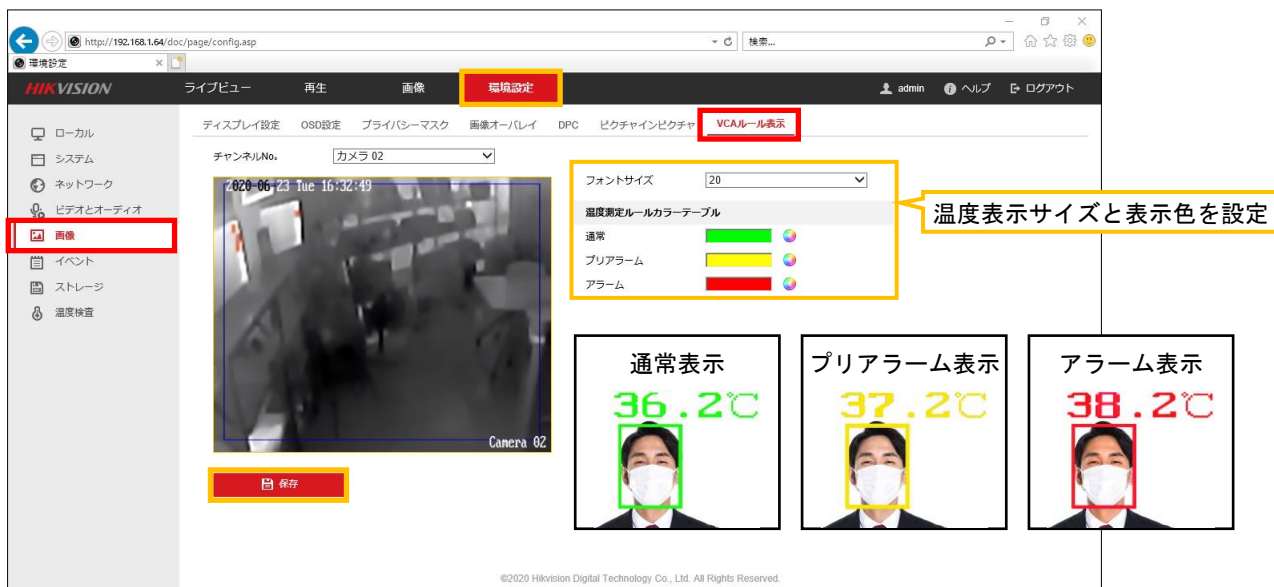 http://192.168.1.64/doc/page/config.asp
検索...
環境設定
HIKVISION
ライブビュー
再生
画像
環境設定
admin
ヘルプ
ログアウト
ローカル
システム
ネットワーク
ビデオとオーディオ
画像
イベント
ストレージ
温度検査
ディスプレイ設定
OSD設定
プライバシーマスク
画像オーバレイ
DPC
ピクチャインピクチャ
VCAルール表示
チャンネルNo。
カメラ 02
2020-06-23 Tue 16:32:49
Camera 02
保存
フォントサイズ
20
温度測定ルールカラーテーブル
通常
プリアラーム
アラーム
温度表示サイズと表示色を設定
通常表示
36.2℃
プリアラーム表示
37.2℃
アラーム表示
38.2℃
©2020 Hikvision Digital Technology Co., Ltd. All Rights Reserved.